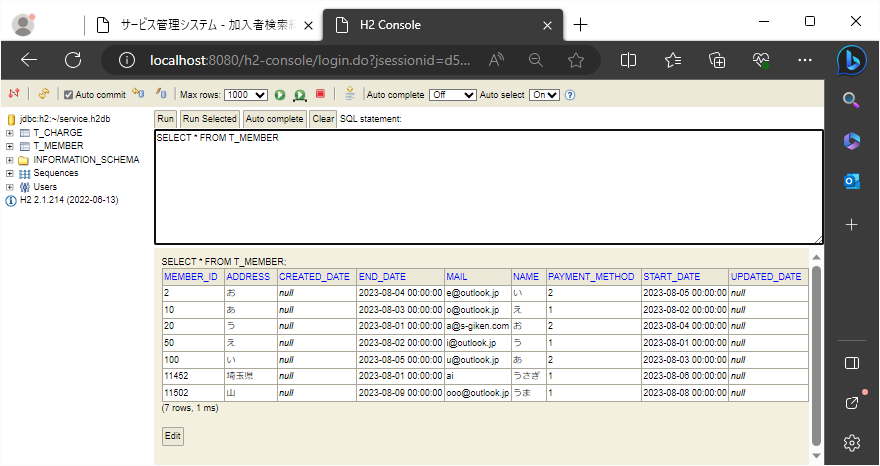 サービス管理システム - 加入者検索
H2 Console
localhost:8080/h2-console/login.do?jsessionid=d5...
Auto commit
Max rows: 1000
Auto complete Off
Auto select On
jdbc:h2:~/service.h2db
T_CHARGE
T_MEMBER
INFORMATION_SCHEMA
Sequences
Users
H2 2.1.214 (2022-06-13)
Run Run Selected Auto complete Clear SQL statement:
SELECT * FROM T_MEMBER
SELECT * FROM T_MEMBER;
MEMBER_ID ADDRESS CREATED_DATE END_DATE MAIL NAME PAYMENT_METHOD START_DATE UPDATED_DATE
2 お null 2023-08-04 00:00:00 e@outlook.jp い 2 2023-08-05 00:00:00 null
10 あ null 2023-08-03 00:00:00 o@outlook.jp え 1 2023-08-02 00:00:00 null
20 う null 2023-08-01 00:00:00 a@s-giken.com お 2 2023-08-04 00:00:00 null
50 え null 2023-08-02 00:00:00 i@outlook.jp う 1 2023-08-01 00:00:00 null
100 い null 2023-08-05 00:00:00 u@outlook.jp あ 2 2023-08-03 00:00:00 null
11452 埼玉県 null 2023-08-01 00:00:00 ai うさぎ 1 2023-08-06 00:00:00 null
11502 山 null 2023-08-09 00:00:00 ooo@outlook.jp うま 1 2023-08-08 00:00:00 null
(7 rows, 1 ms)
Edit